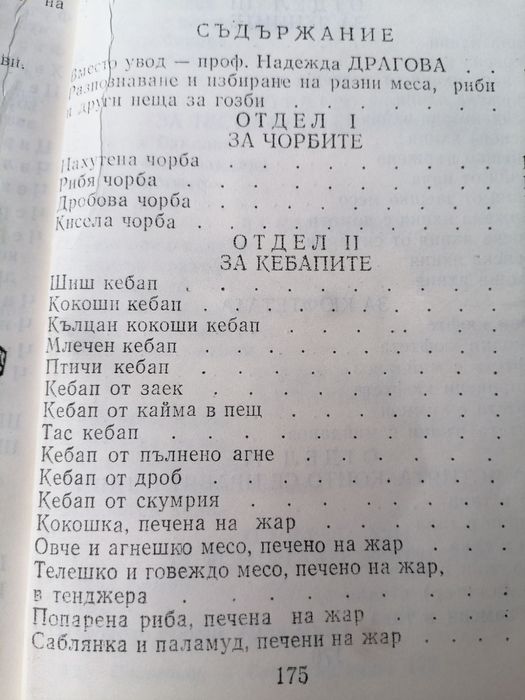 на
ви.
СЪДЪРЖАНИЕ
Вместо увод — проф. Надежда ДРАГОВА . .
Разпознаване и избиране на разни меса, риби
и други неща за гозби . . . . . .
ОТДЕЛ I
ЗА ЧОРБИТЕ
Нахутена чорба . . . . . . . .
Рибя чорба . . . . . . . .
Дробова чорба . . . . . . .
Кисела чорба . . . . . . .
ОТДЕЛ II
ЗА КЕБАПИТЕ
Шиш кебап . . . . . . . .
Кокоши кебап . . . . . . .
Кълцан кокоши кебап . . . . . .
Млечен кебап . . . . . . .
Птичи кебап . . . . . . .
Кебап от заек . . . . . . .
Кебап от кайма в пещ . . . . . .
Тас кебап . . . . . . . .
Кебап от пълнено агне . . . . .
Кебап от дроб . . . . . . .
Кебап от скумрия . . . . . .
Кокошка, печена на жар . . . . .
Овче и агнешко месо, печено на жар . . .
Телешко и говеждо месо, печено на жар,
в тенджера . . . . . . . .
Попарена риба, печена на жар . . . .
Саблянка и паламуд, печени на жар . . .
175